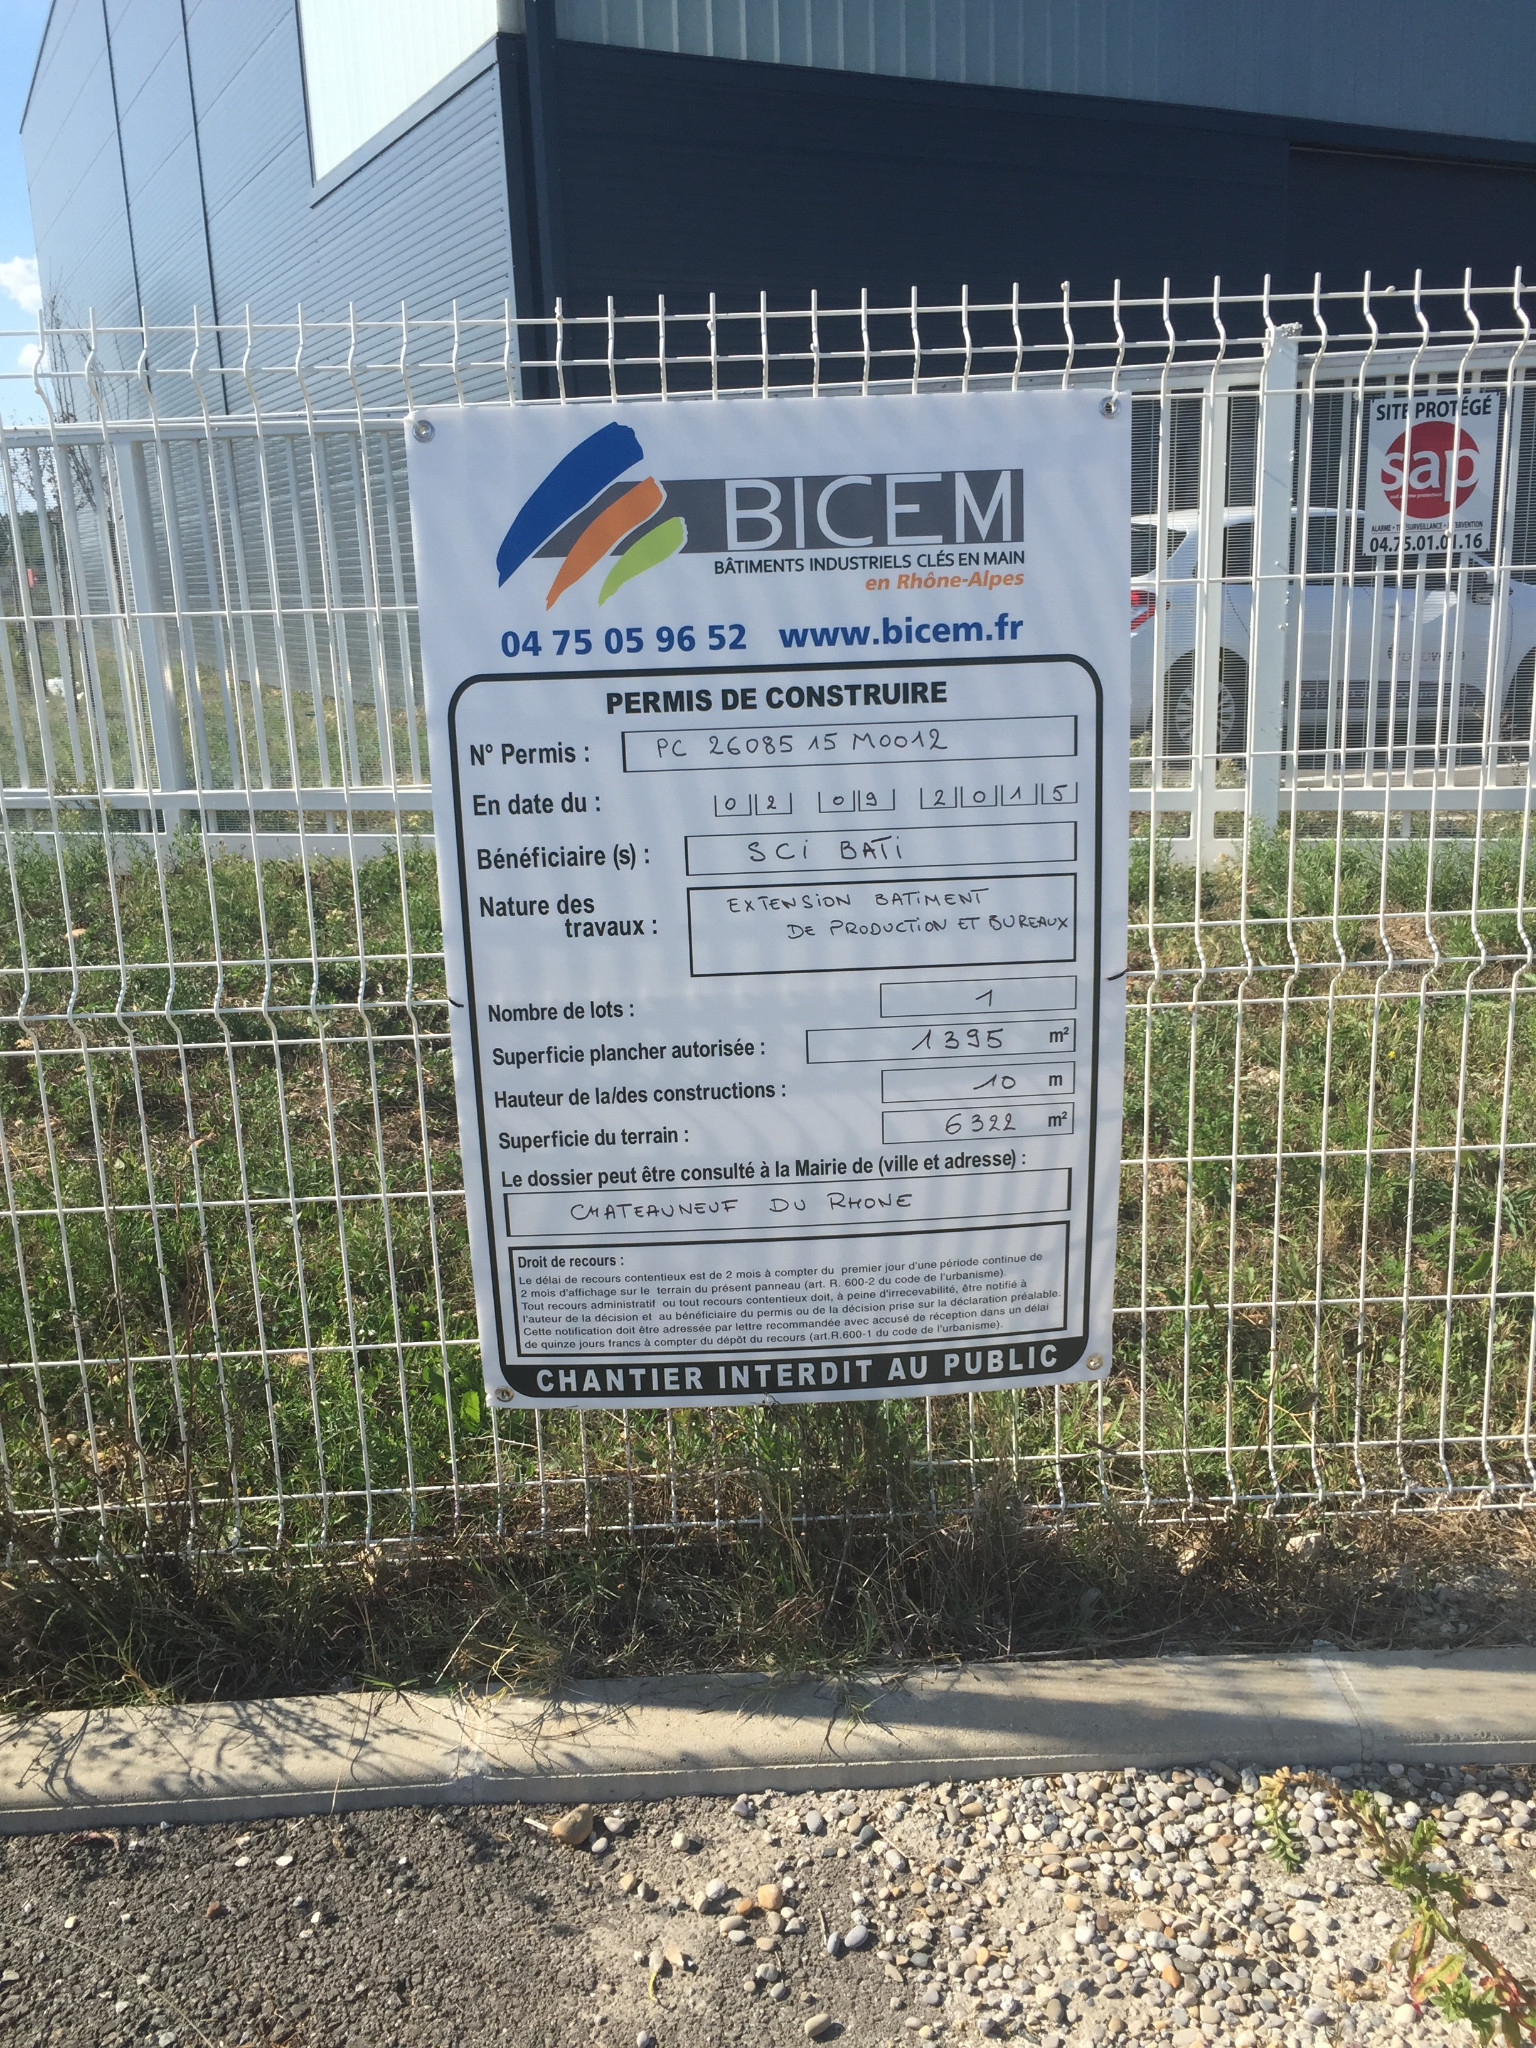 BICEM
BÂTIMENTS INDUSTRIELS CLÉS EN MAIN
en Rhône-Alpes
04 75 05 96 52 www.bicem.fr
PERMIS DE CONSTRUIRE
N° Permis : PC 26085 15 M0012
En date du : 02 09 2015
Bénéficiaire (s) : SCi BATi
Nature des travaux : EXTENSION BATIMENT
DE PRODUCTION ET BUREAUX
Nombre de lots : 1
Superficie plancher autorisée : 1395 m²
Hauteur de la/des constructions : 10 m
Superficie du terrain : 6322 m²
Le dossier peut être consulté à la Mairie de (ville et adresse) :
CHATEAUNEUF DU RHONE
Droit de recours :
Le délai de recours contentieux est de 2 mois à compter du premier jour d'une période continue de
2 mois d'affichage sur le terrain du présent panneau (art. R. 600-2 du code de l'urbanisme).
Tout recours administratif ou tout recours contentieux doit, à peine d'irrecevabilité, être notifié à
l'auteur de la décision et au bénéficiaire du permis ou de la décision prise sur la déclaration préalable.
Cette notification doit être adressée par lettre recommandée avec accusé de réception dans un délai
de quinze jours francs à compter du dépôt du recours (art.R.600-1 du code de l'urbanisme).
CHANTIER INTERDIT AU PUBLIC
SITE PROTÉGÉ
sap
ALARME - TÉLÉSURVEILLANCE - INTERVENTION
04.75.01.01.16